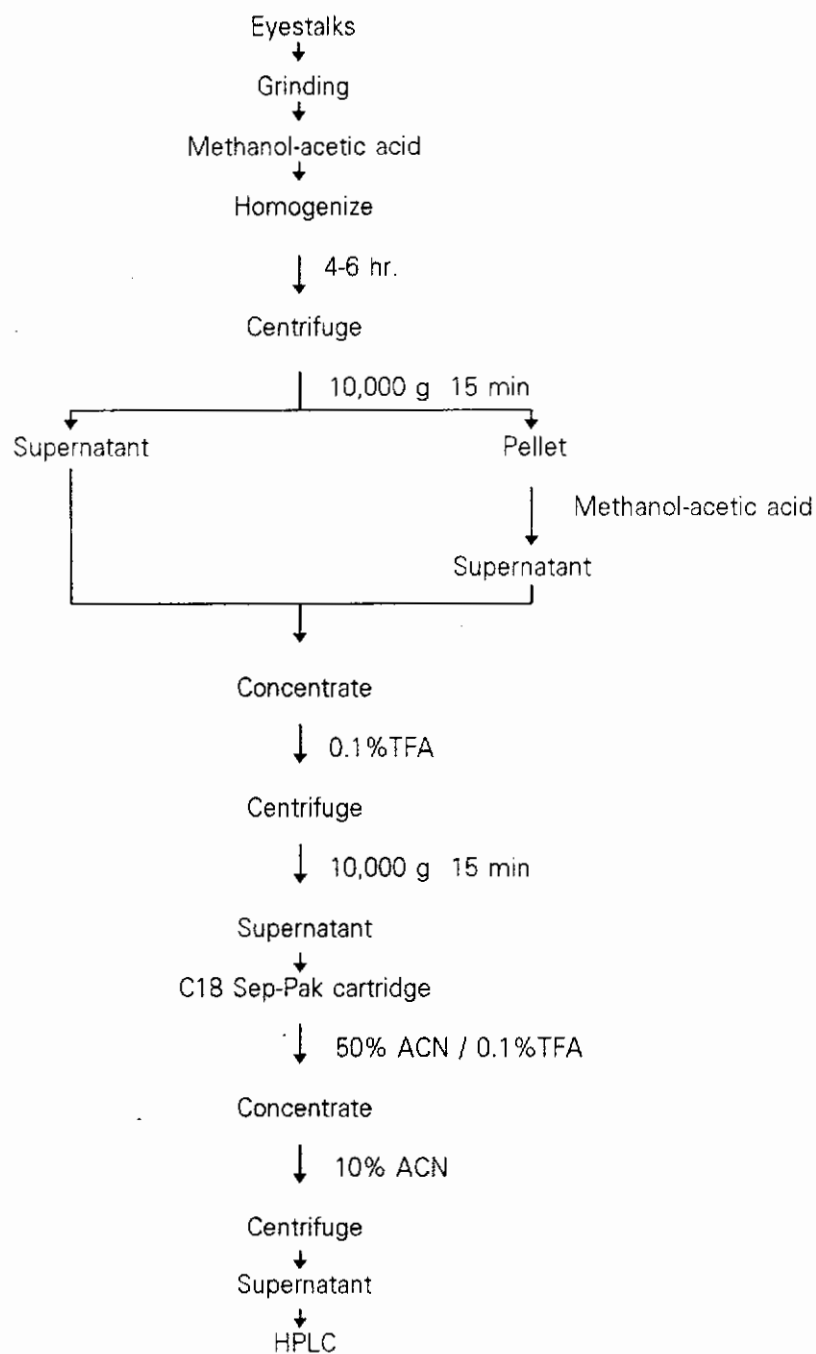 Eyestalks
Grinding
Methanol-acetic acid
Homogenize
4-6 hr.
Centrifuge
10,000 g 15 min
Supernatant
Pellet
Methanol-acetic acid
Supernatant
Concentrate
0.1%TFA
Centrifuge
10,000 g 15 min
Supernatant
C18 Sep-Pak cartridge
50% ACN / 0.1%TFA
Concentrate
10% ACN
Centrifuge
Supernatant
HPLC